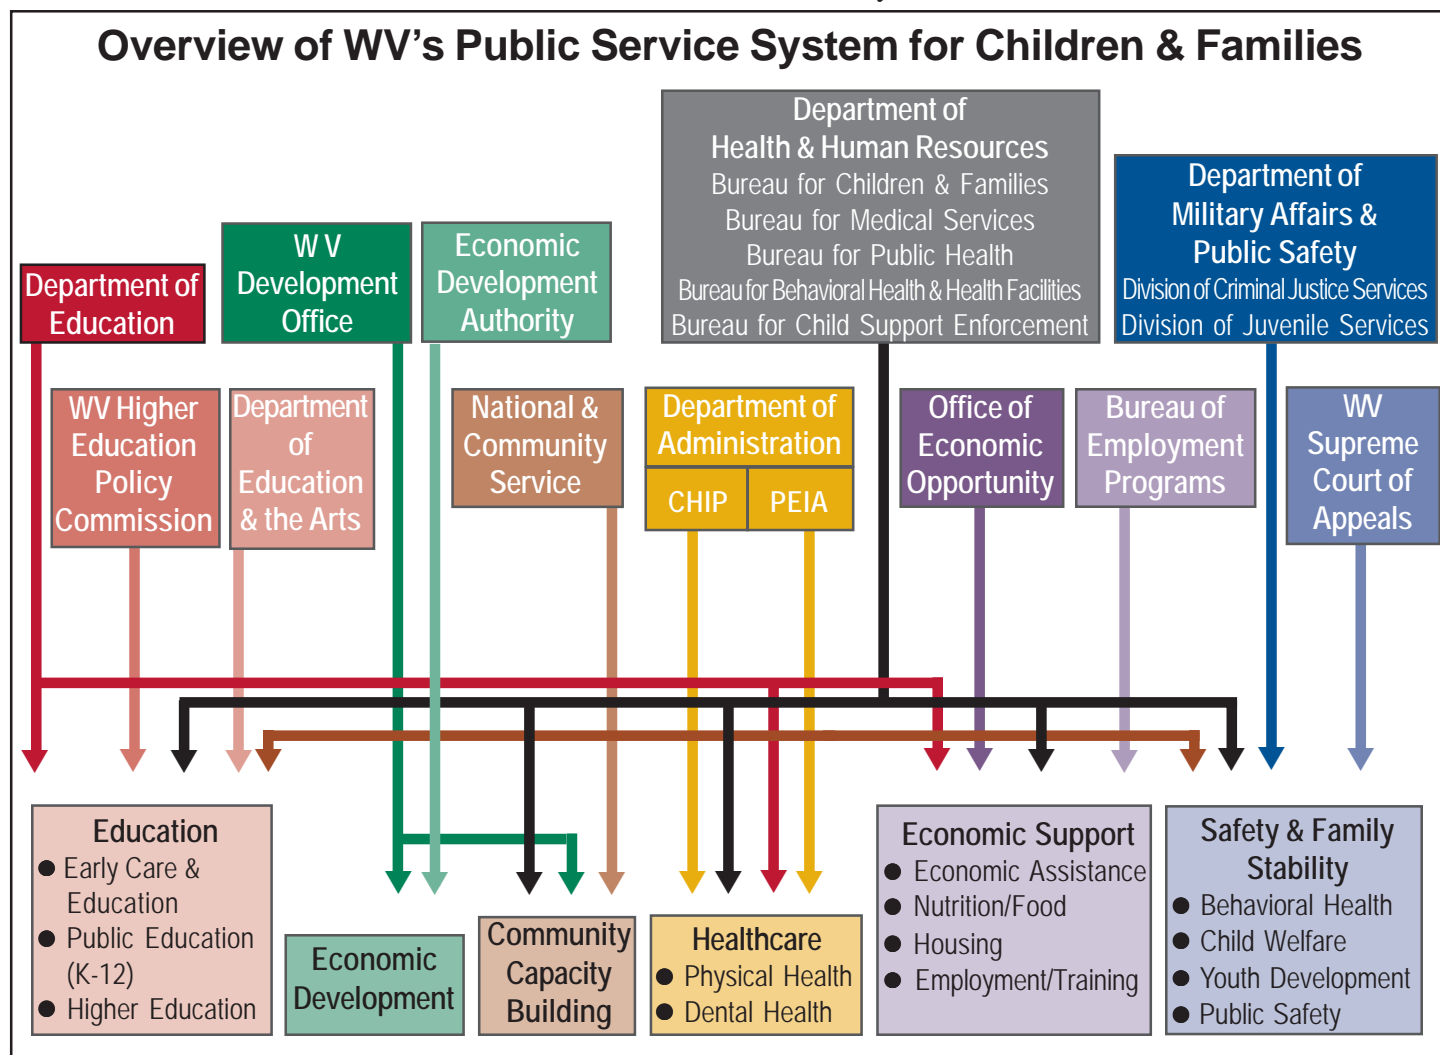 Overview of WV's Public Service System for Children & Families
Department of
Health & Human Resources
Bureau for Children & Families
Bureau for Medical Services
Bureau for Public Health
Bureau for Behavioral Health & Health Facilities
Bureau for Child Support Enforcement
Department of
Military Affairs &
Public Safety
Division of Criminal Justice Services
Division of Juvenile Services
W V
Development
Office
Economic
Development
Authority
Department of
Education
WV Higher
Education
Policy
Commission
Department
of
Education
& the Arts
National &
Community
Service
Department of
Administration
CHIP
PEIA
Office of
Economic
Opportunity
Bureau of
Employment
Programs
WV
Supreme
Court of
Appeals
Education
● Early Care &
Education
● Public Education
(K-12)
● Higher Education
Economic
Development
Community
Capacity
Building
Healthcare
● Physical Health
● Dental Health
Economic Support
● Economic Assistance
● Nutrition/Food
● Housing
● Employment/Training
Safety & Family
Stability
● Behavioral Health
● Child Welfare
● Youth Development
● Public Safety